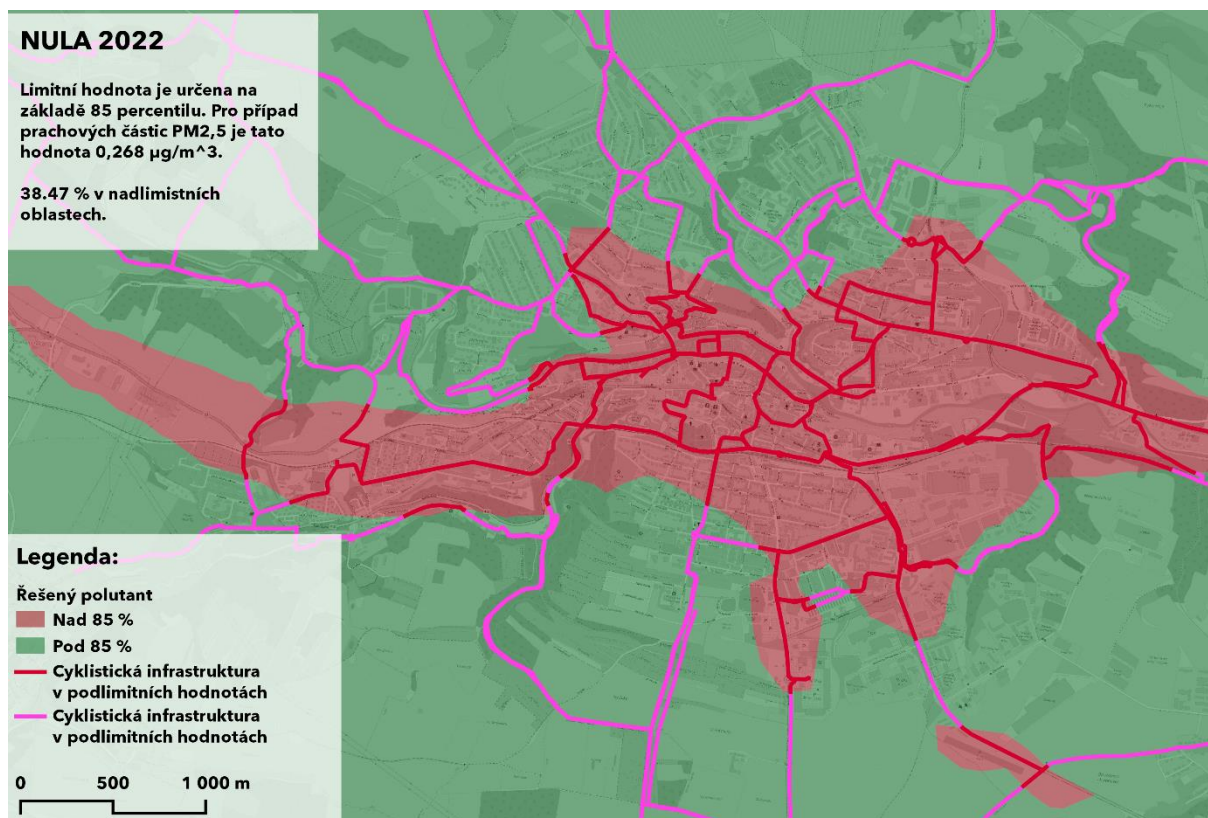 NULA 2022
Limitní hodnota je určena na
základě 85 percentilu. Pro případ
prachových částic PM2,5 je tato
hodnota 0,268 µg/m^3.
38.47 % v nadlimistních
oblastech.
Legenda:
Řešený polutant
Nad 85 %
Pod 85 %
Cyklistická infrastruktura
v podlimitních hodnotách
Cyklistická infrastruktura
v podlimitních hodnotách
0 500 1 000 m